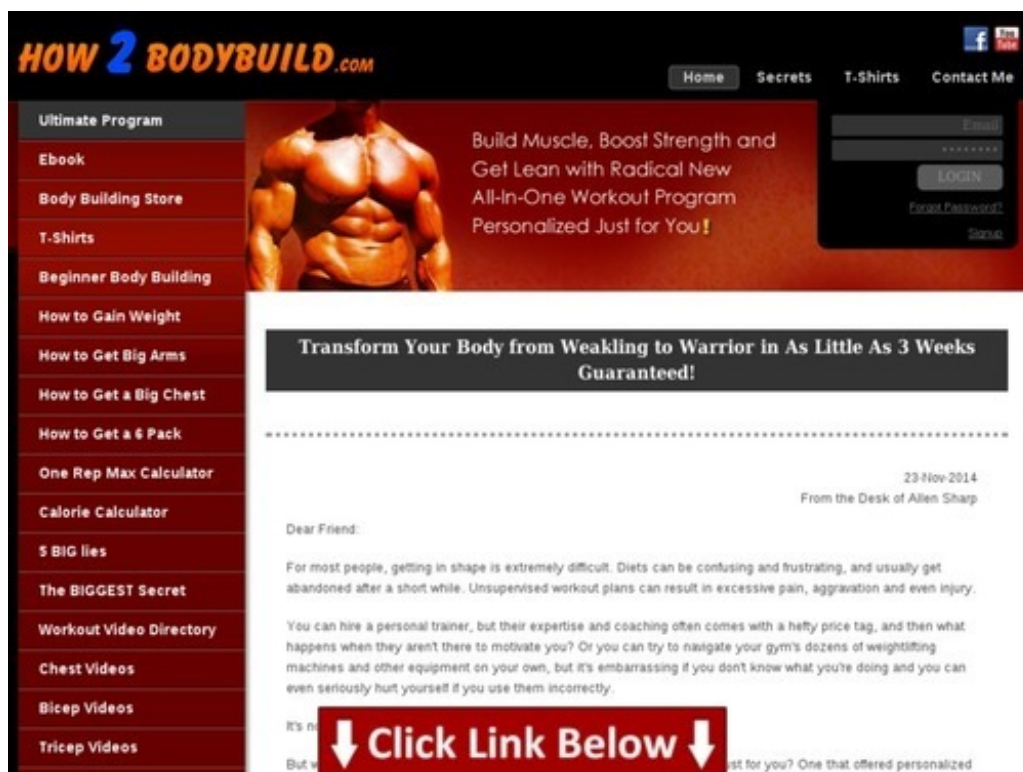 HOW 2 BODYBUILD.COM
f
You Tube
Home Secrets T-Shirts Contact Me
Ultimate Program
Ebook
Body Building Store
T-Shirts
Beginner Body Building
How to Gain Weight
How to Get Big Arms
How to Get a Big Chest
How to Get a 6 Pack
One Rep Max Calculator
Calorie Calculator
5 BIG lies
The BIGGEST Secret
Workout Video Directory
Chest Videos
Bicep Videos
Tricep Videos
Build Muscle, Boost Strength and
Get Lean with Radical New
All-In-One Workout Program
Personalized Just for You!
Email
LOGIN
Forgot Password?
Signup
Transform Your Body from Weakling to Warrior in As Little As 3 Weeks
Guaranteed!
23-Nov-2014
From the Desk of Allen Sharp
Dear Friend:
For most people, getting in shape is extremely difficult. Diets can be confusing and frustrating, and usually get
abandoned after a short while. Unsupervised workout plans can result in excessive pain, aggravation and even injury.
You can hire a personal trainer, but their expertise and coaching often comes with a hefty price tag, and then what
happens when they aren't there to motivate you? Or you can try to navigate your gym's dozens of weightlifting
machines and other equipment on your own, but it's embarrassing if you don't know what you're doing and you can
even seriously hurt yourself if you use them incorrectly.
It's
Click Link Below
But
just for you? One that offered personalized